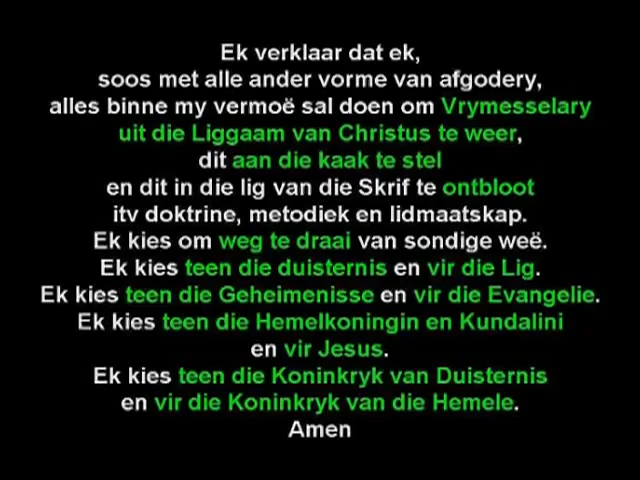 Ek verklaar dat ek,
soos met alle ander vorme van afgodery,
alles binne my vermoë sal doen om Vrymesselary
uit die Liggaam van Christus te weer,
dit aan die kaak te stel
en dit in die lig van die Skrif te ontbloot
itv doktrine, metodiek en lidmaatskap.
Ek kies om weg te draai van sondige weë.
Ek kies teen die duisternis en vir die Lig.
Ek kies teen die Geheimenisse en vir die Evangelie.
Ek kies teen die Hemelkoningin en Kundalini
en vir Jesus.
Ek kies teen die Koninkryk van Duisternis
en vir die Koninkryk van die Hemele.
Amen